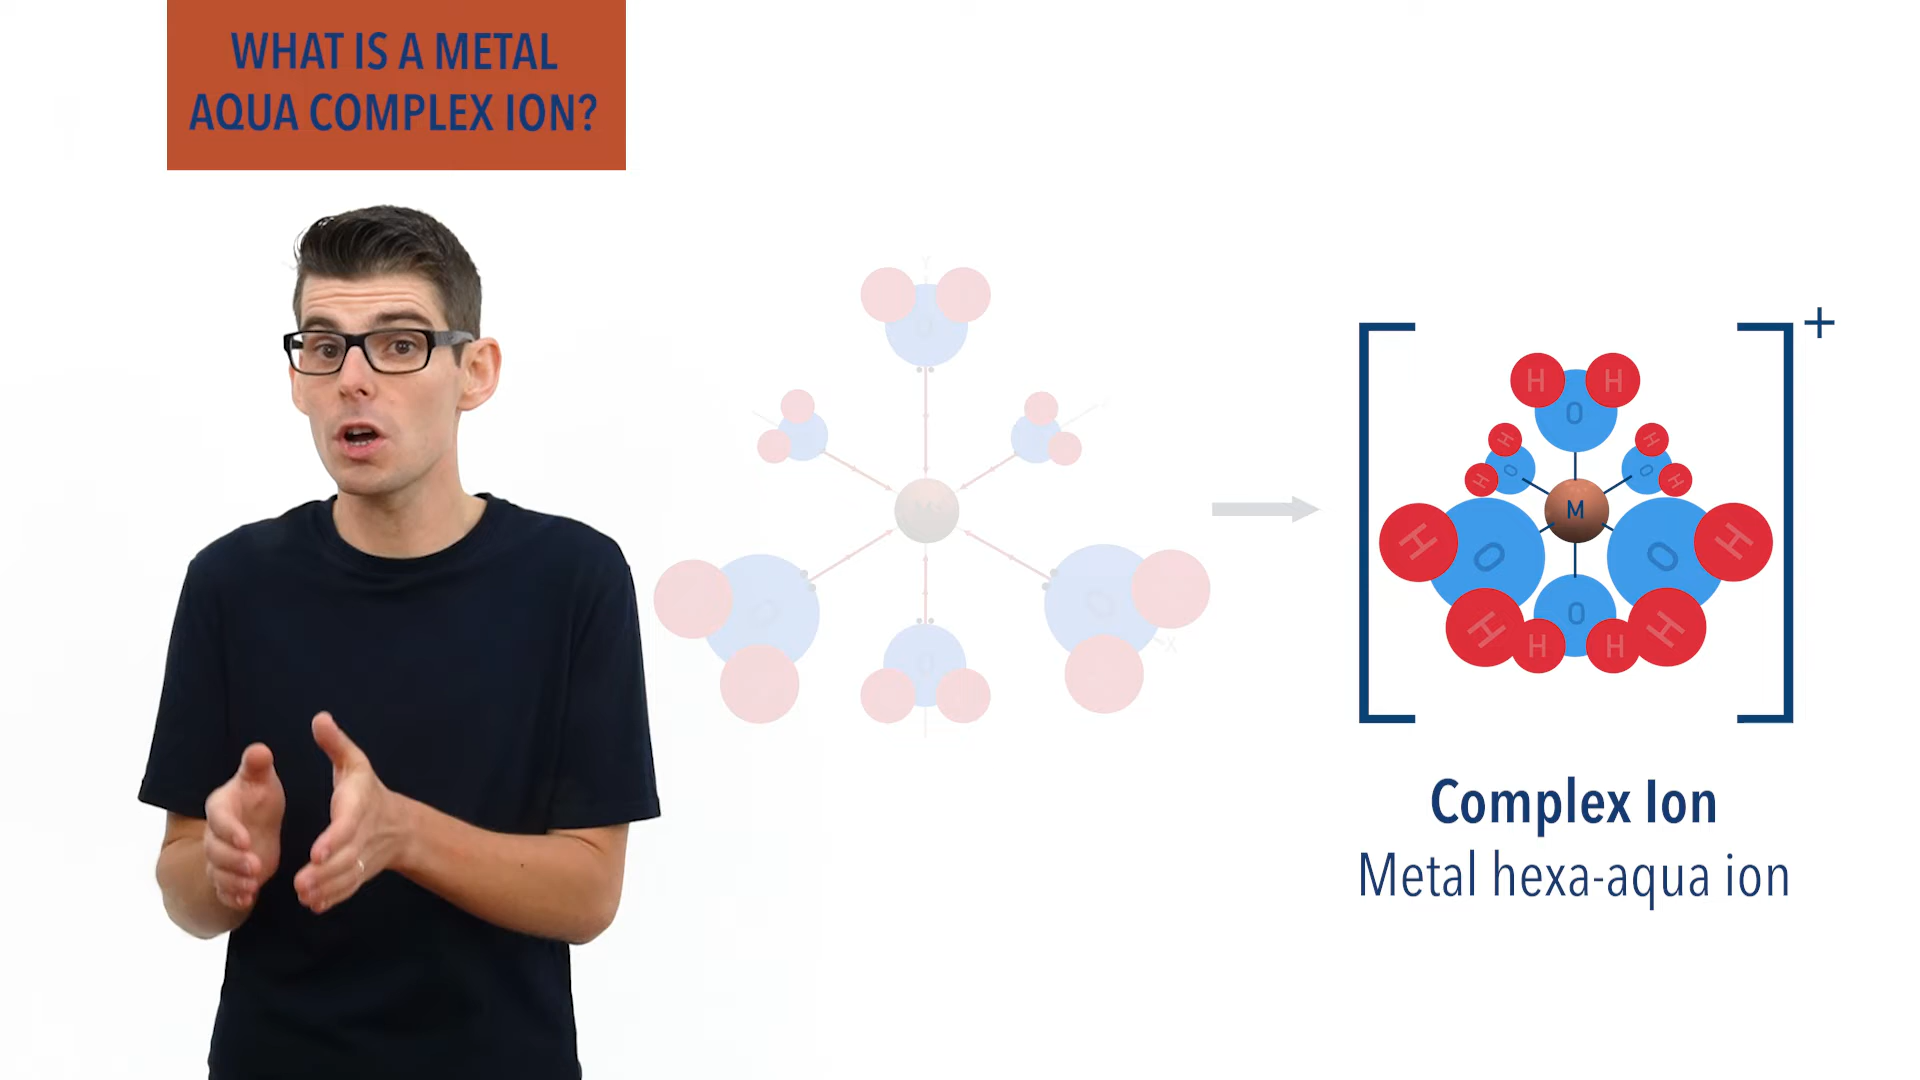 WHAT IS A METAL
AQUA COMPLEX ION?
Y
O
M
O
O
O
X
+
H H
O
H H
O O
H H
M
H O O H
O
H H H H
Complex Ion
Metal hexa-aqua ion